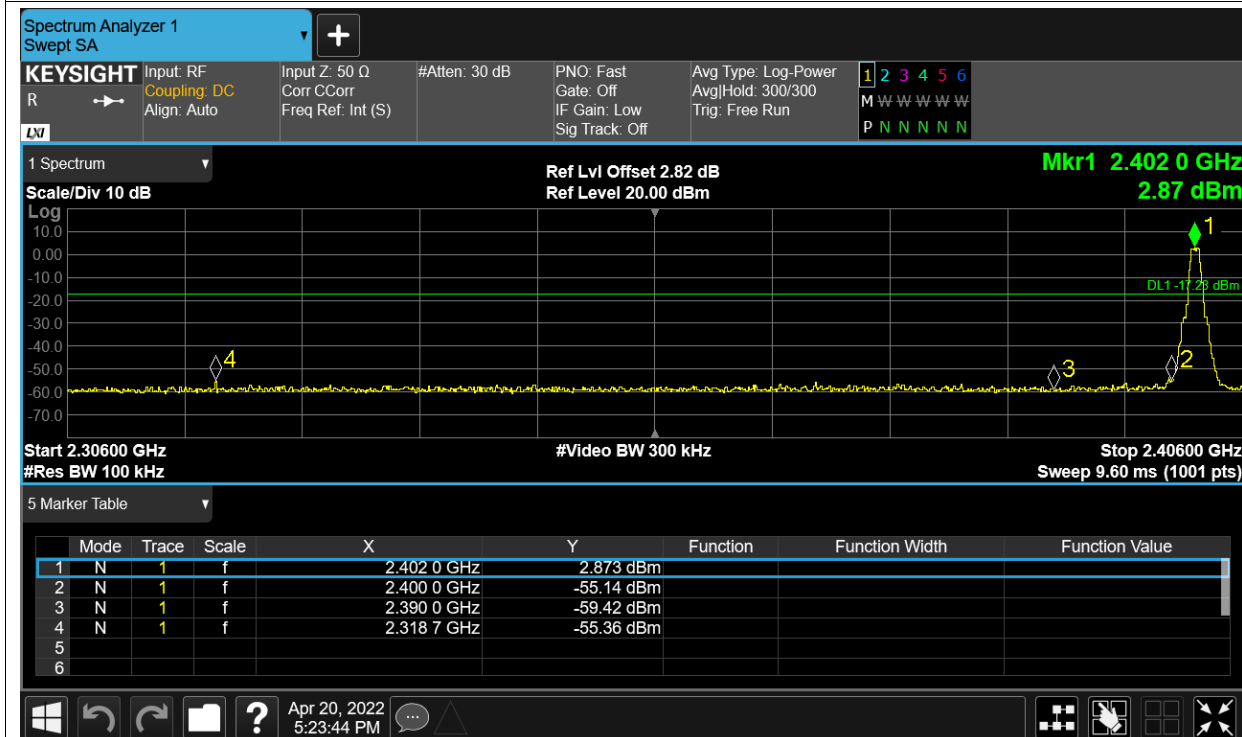 Spectrum Analyzer 1
Swept SA
+
KEYSIGHT
R
LXI
Input: RF
Coupling: DC
Align: Auto
Input Z: 50 Ω
Corr CCorr
Freq Ref: Int (S)
#Atten: 30 dB
PNO: Fast
Gate: Off
IF Gain: Low
Sig Track: Off
Avg Type: Log-Power
Avg|Hold: 300/300
Trig: Free Run
1 2 3 4 5 6
M W W W W W W
P N N N N N N
1 Spectrum
Scale/Div 10 dB
Ref Lvl Offset 2.82 dB
Ref Level 20.00 dBm
Mkr1 2.402 0 GHz
2.87 dBm
Log
10.0
0.00
-10.0
-20.0
-30.0
-40.0
-50.0
-60.0
-70.0
1
DL1 -17.23 dBm
4
3
2
Start 2.30600 GHz
#Res BW 100 kHz
#Video BW 300 kHz
Stop 2.40600 GHz
Sweep 9.60 ms (1001 pts)
5 Marker Table
Mode Trace Scale X Y Function Function Width Function Value
1 N 1 f 2.402 0 GHz 2.873 dBm
2 N 1 f 2.400 0 GHz -55.14 dBm
3 N 1 f 2.390 0 GHz -59.42 dBm
4 N 1 f 2.318 7 GHz -55.36 dBm
5
6
?
Apr 20, 2022
5:23:44 PM